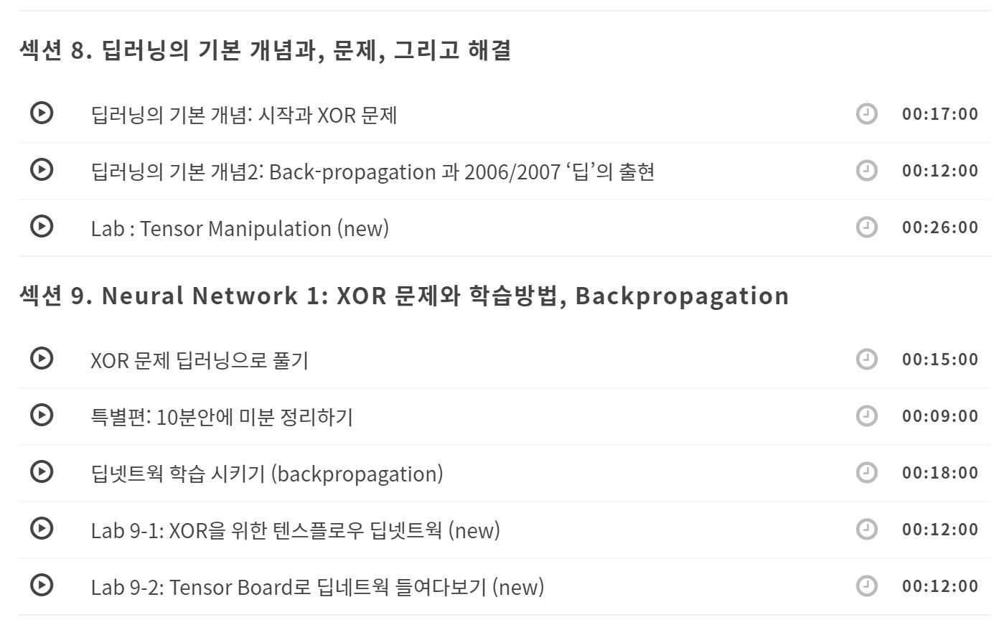 섹션 8. 딥러닝의 기본 개념과, 문제, 그리고 해결
딥러닝의 기본 개념: 시작과 XOR 문제 00:17:00
딥러닝의 기본 개념2: Back-propagation 과 2006/2007 ‘딥’의 출현 00:12:00
Lab : Tensor Manipulation (new) 00:26:00
섹션 9. Neural Network 1: XOR 문제와 학습방법, Backpropagation
XOR 문제 딥러닝으로 풀기 00:15:00
특별편: 10분안에 미분 정리하기 00:09:00
딥넷트웍 학습 시키기 (backpropagation) 00:18:00
Lab 9-1: XOR을 위한 텐스플로우 딥넷트웍 (new) 00:12:00
Lab 9-2: Tensor Board로 딥네트웍 들여다보기 (new) 00:12:00